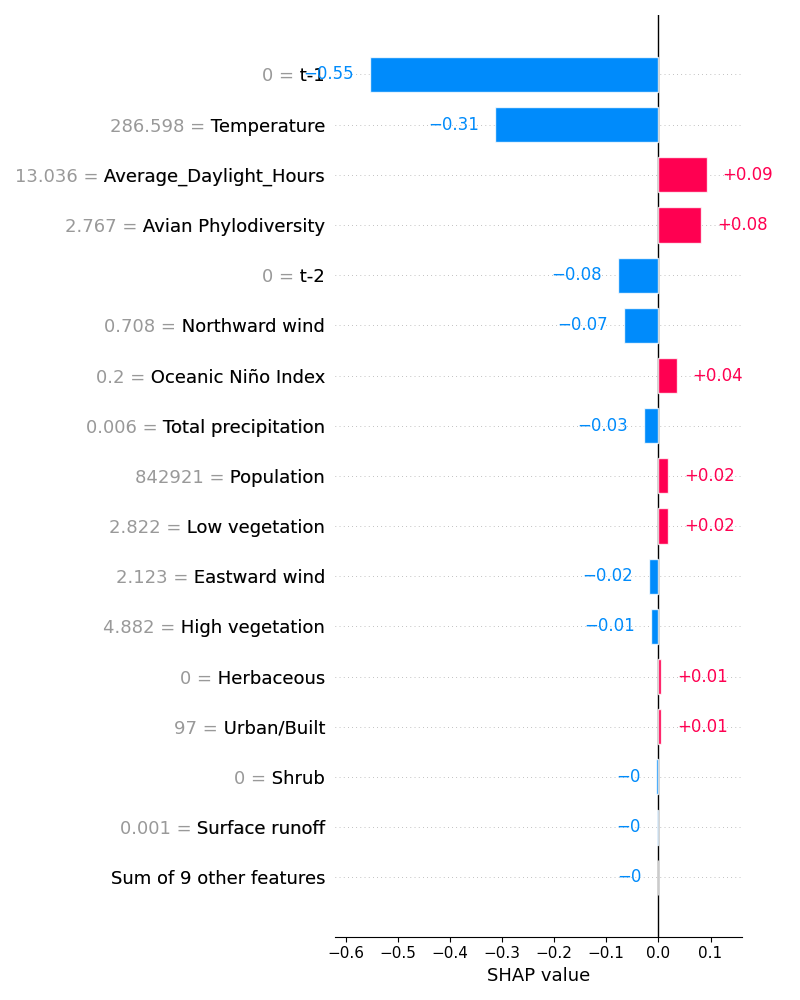 0 = t-1 −0.55
286.598 = Temperature −0.31
13.036 = Average_Daylight_Hours +0.09
2.767 = Avian Phylodiversity +0.08
0 = t-2 −0.08
0.708 = Northward wind −0.07
0.2 = Oceanic Niño Index +0.04
0.006 = Total precipitation −0.03
842921 = Population +0.02
2.822 = Low vegetation +0.02
2.123 = Eastward wind −0.02
4.882 = High vegetation −0.01
0 = Herbaceous +0.01
97 = Urban/Built +0.01
0 = Shrub −0
0.001 = Surface runoff −0
Sum of 9 other features −0
−0.6 −0.5 −0.4 −0.3 −0.2 −0.1 0.0 0.1
SHAP value